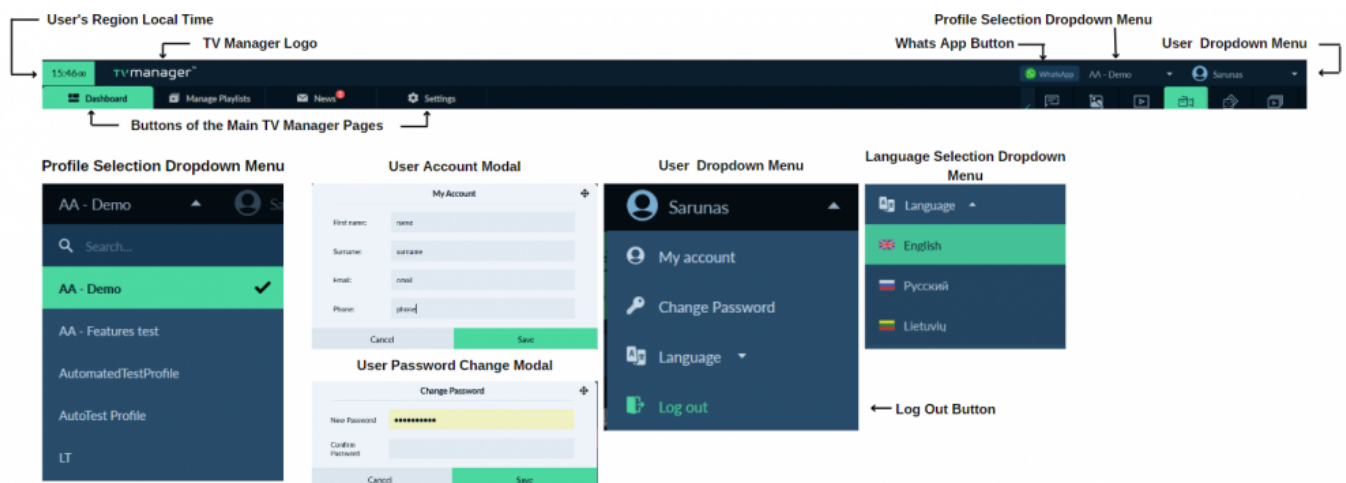 User's Region Local Time
Profile Selection Dropdown Menu
TV Manager Logo
Whats App Button
User Dropdown Menu
15:46:00
TVmanager™
WhatsApp
AA - Demo
Sarunas
Dashboard
Manage Playlists
News
Settings
Buttons of the Main TV Manager Pages
Profile Selection Dropdown Menu
AA - Demo
Sa
Search...
AA - Demo
AA - Features test
AutomatedTestProfile
AutoTest Profile
LT
User Account Modal
My Account
First name:
name
Surname:
surname
Email:
email
Phone:
phone
Cancel
Save
User Password Change Modal
Change Password
New Password
Confirm
Password
Cancel
Save
User Dropdown Menu
Sarunas
My account
Change Password
Language
Log out
Language Selection Dropdown
Menu
Language
English
Русский
Lietuvių
Log Out Button